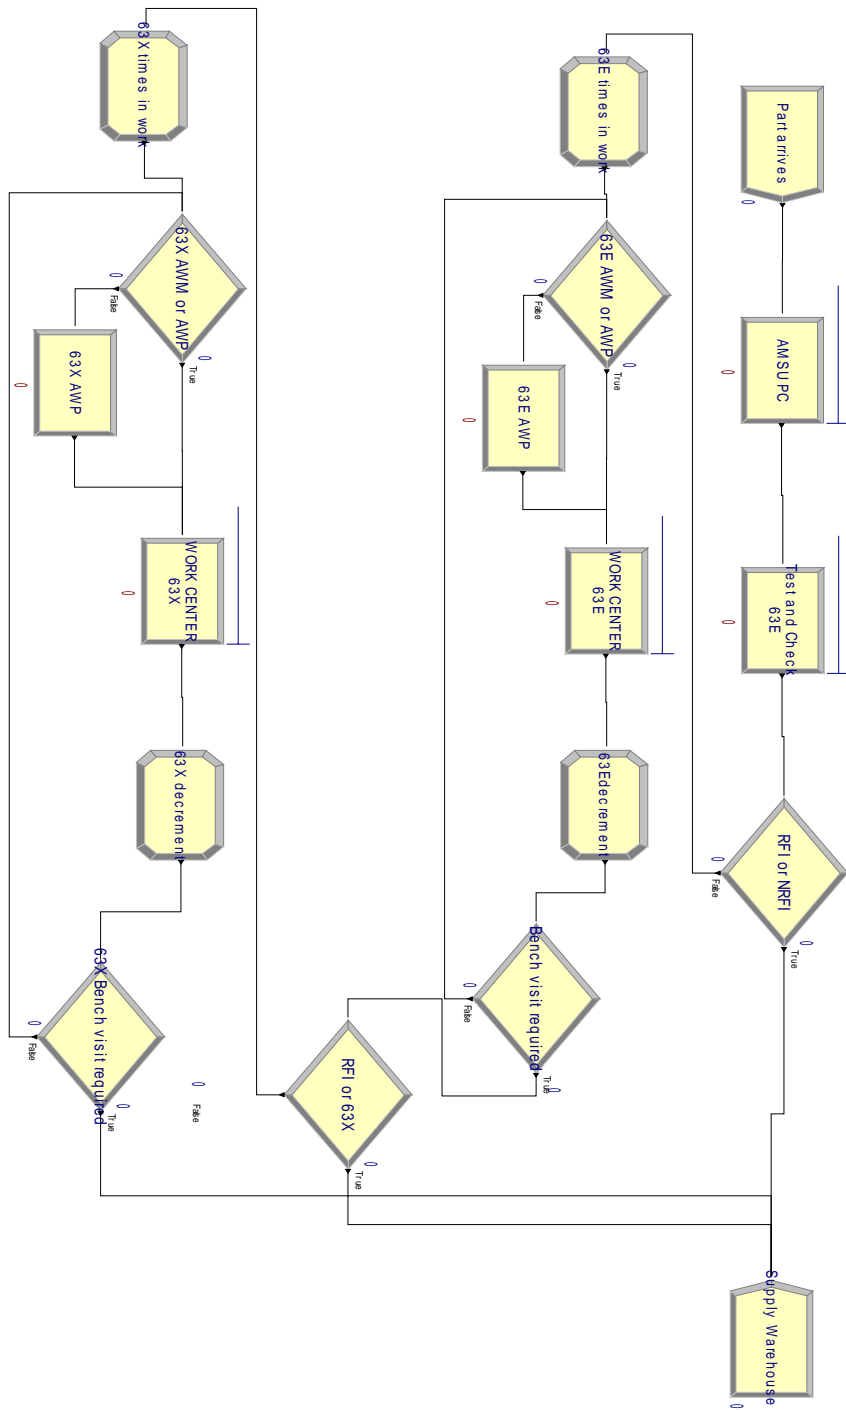 Part arrives
0
AMSU PC
0
Test and Check
63E
0
RFI or NRFI
0
True
0
False
Supply Warehouse
0
63E times in work
63E AWM or AWP
0
True
0
False
63E AWP
0
WORK CENTER
63E
0
63Edecrement
Bench visit required
0
True
0
False
RFI or 63X
0
True
0
False
63X times in work
63X AWM or AWP
0
True
0
False
63X AWP
0
WORK CENTER
63X
0
63X decrement
63X Bench visit required
0
True
0
False